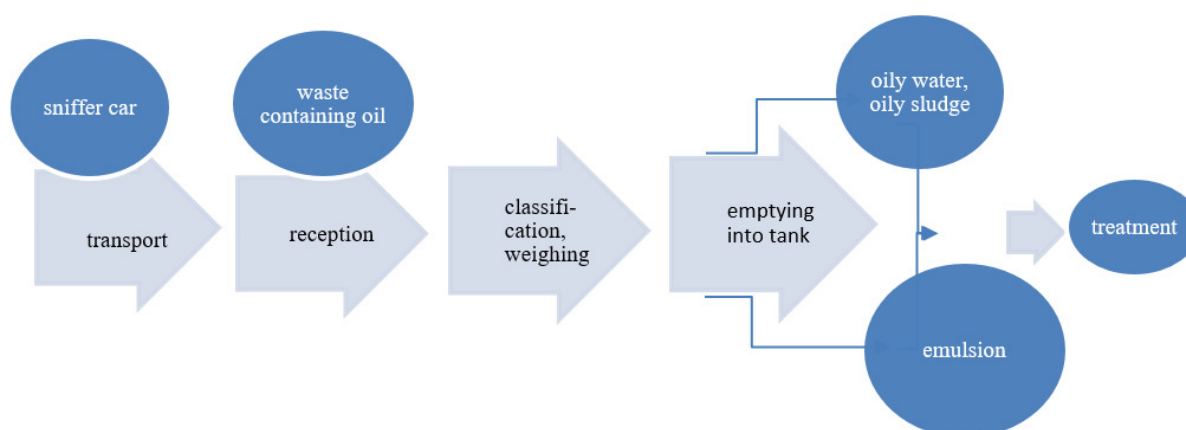 sniffer car
transport
waste
containing oil
reception
classifi-
cation,
weighing
emptying
into tank
oily water,
oily sludge
emulsion
treatment